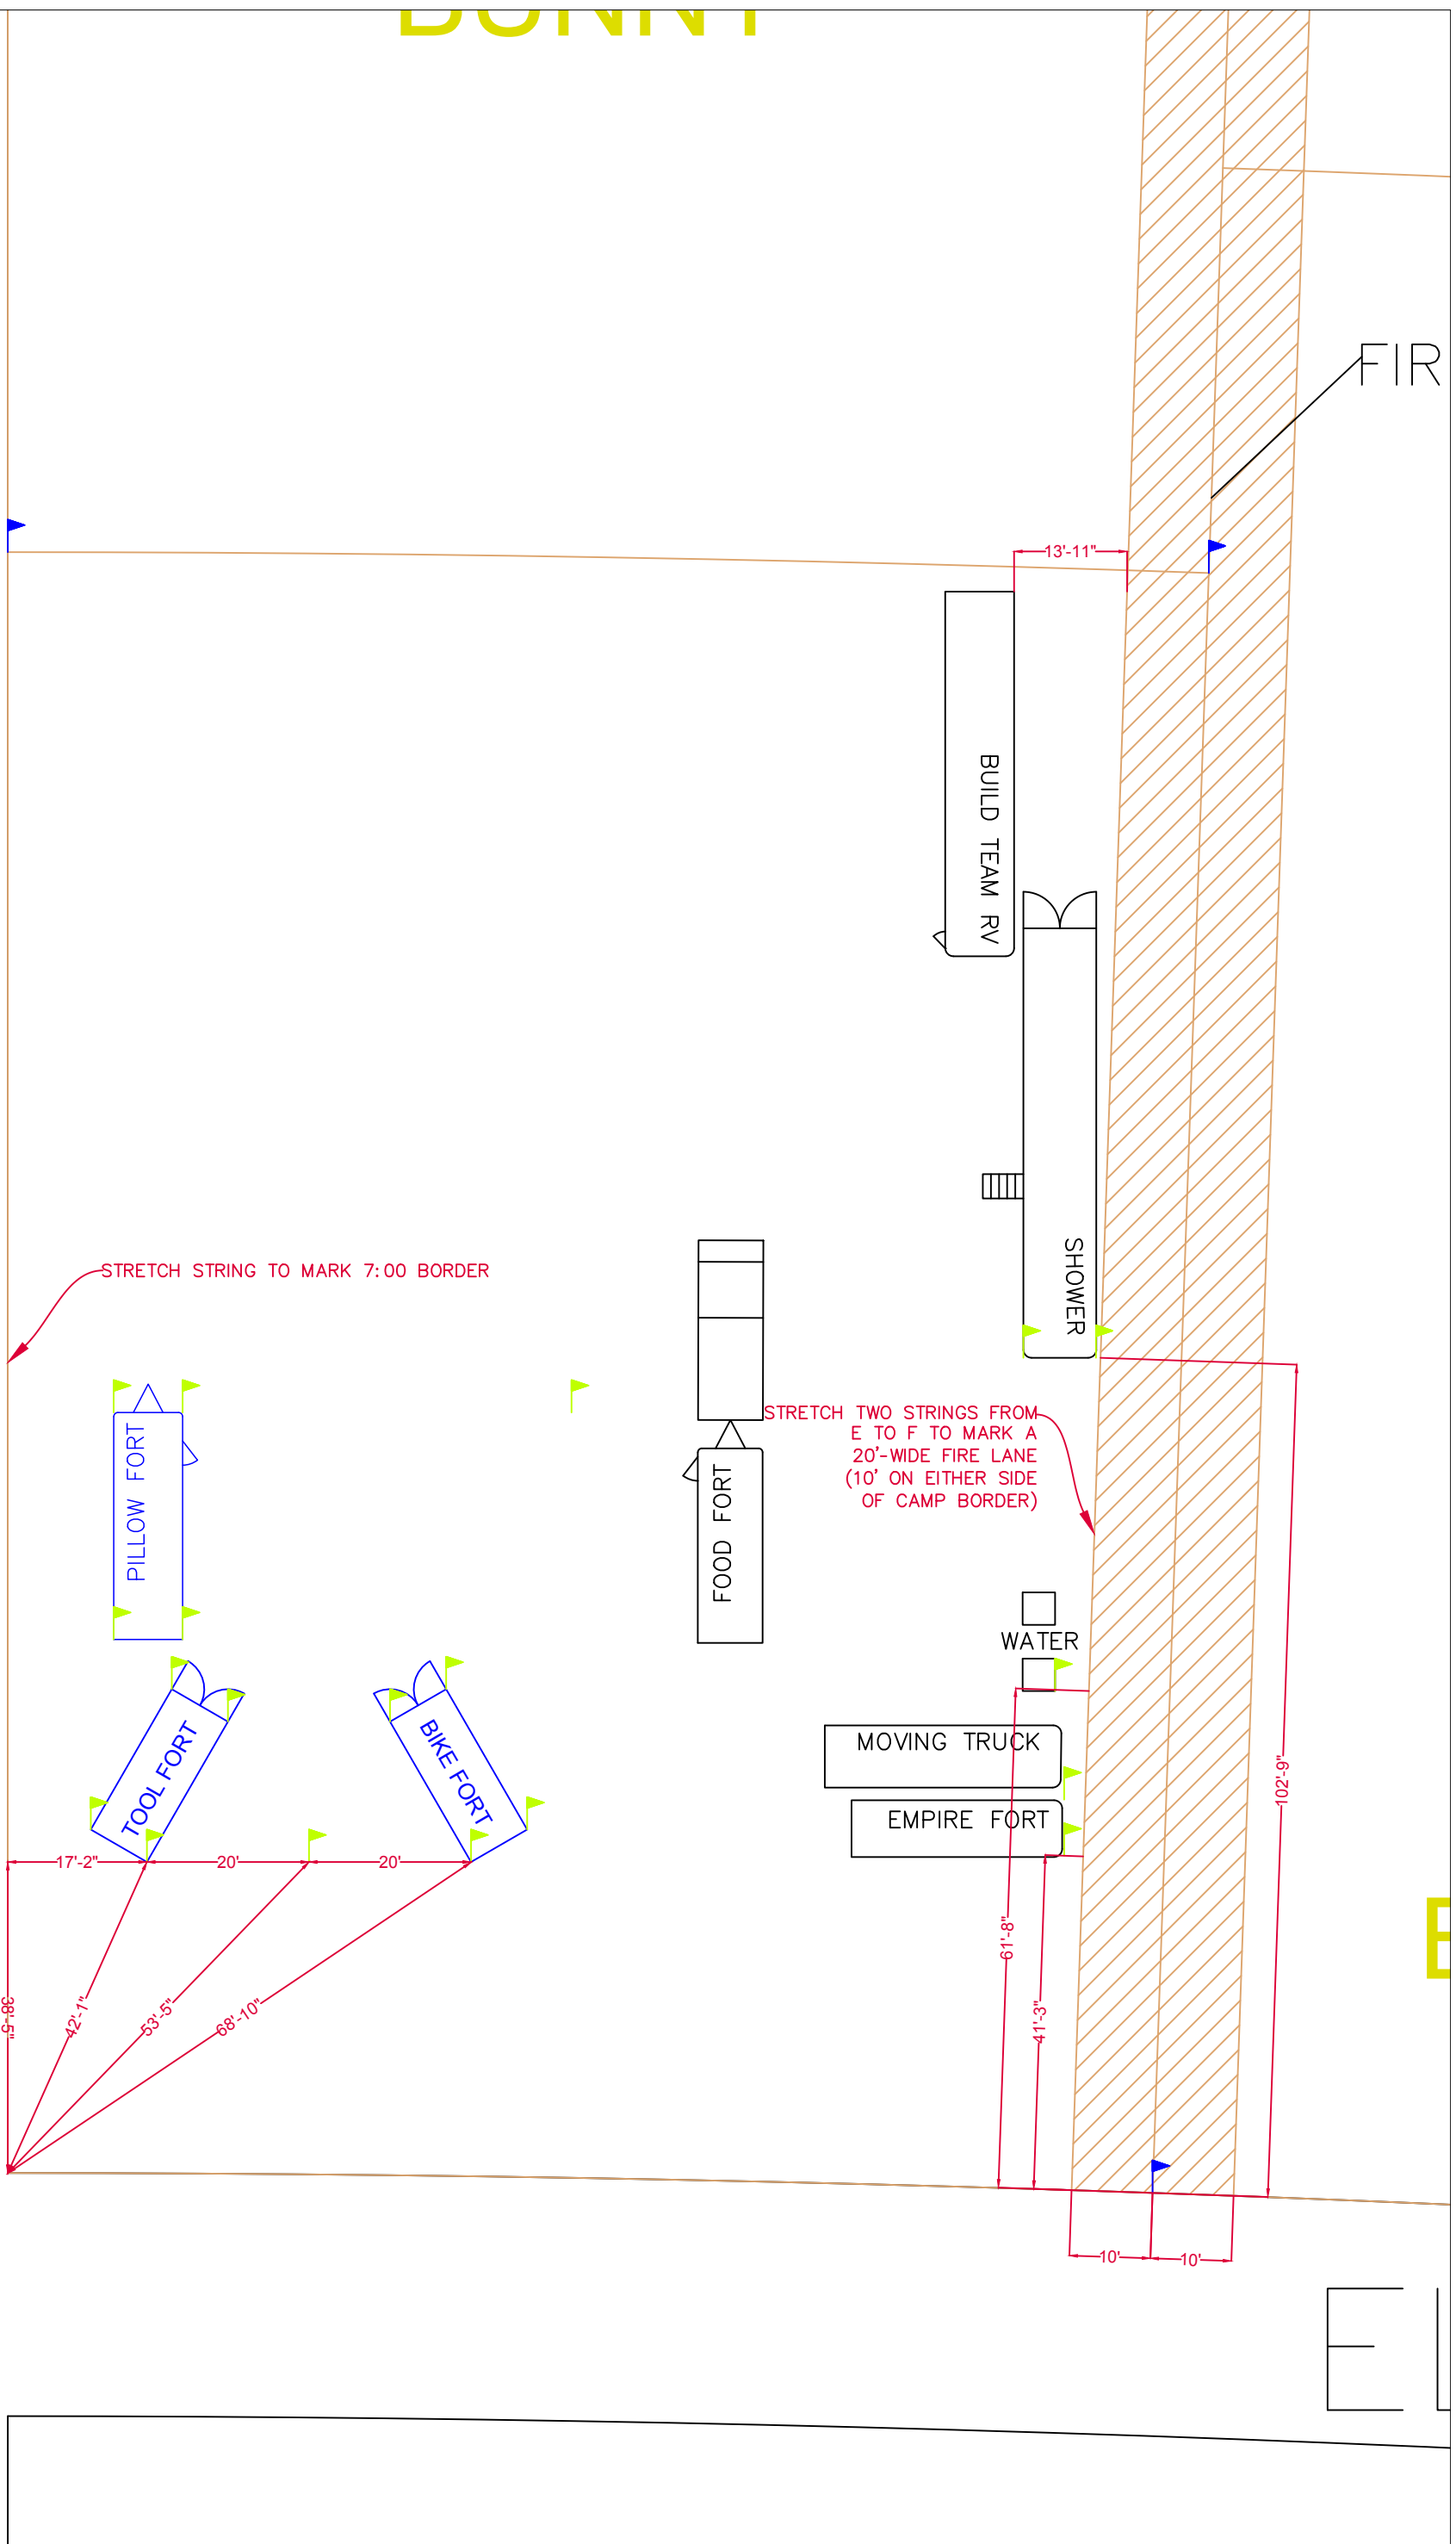 BUNNY
FIR
13'-11"
BUILD TEAM RV
SHOWER
STRETCH STRING TO MARK 7:00 BORDER
STRETCH TWO STRINGS FROM
E TO F TO MARK A
20'-WIDE FIRE LANE
(10' ON EITHER SIDE
OF CAMP BORDER)
PILLOW FORT
FOOD FORT
WATER
TOOL FORT
BIKE FORT
MOVING TRUCK
EMPIRE FORT
102'-9"
17'-2"
20'
20'
61'-8"
41'-3"
38'-5"
42'-1"
53'-5"
68'-10"
10'
10'